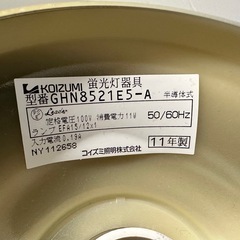 KOIZUMI 蛍光灯器具
型番GHN8521E5-A 半導体式
定格電圧100V 消費電力11W 50/60Hz
ランプ EFA15/12×1
入力電流 0.19A 11年製
NY112658
コイズミ照明株式会社